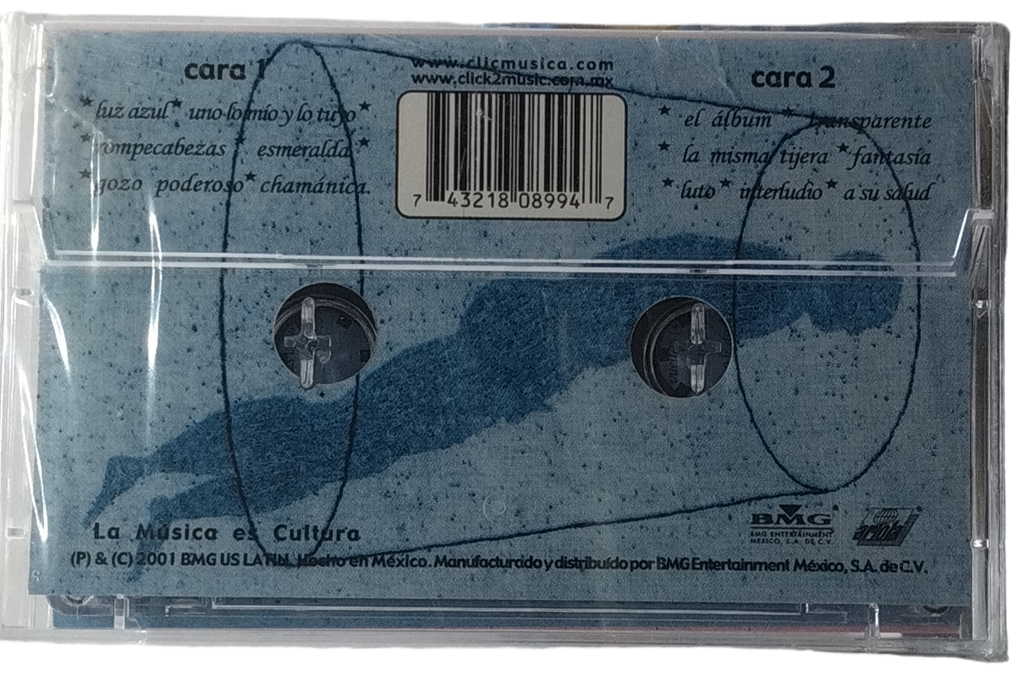 cara 1
*luz azul* uno lo mío y lo tuyo*
*rompecabezas* esmeralda*
*gozo poderoso* chamánica.
www.clicmusica.com
www.click2music.com.mx
7 43218 08994 7
cara 2
* el álbum * transparente
* la misma tijera * fantasía
* luto * interludio * a su salud
La Música es Cultura
BMG
BMG ENTERTAINMENT
MEXICO, S.A. DE C.V.
ariola
(P) & (C) 2001 BMG US LATIN. Hecho en México. Manufacturado y distribuído por BMG Entertainment México, S.A. de C.V.